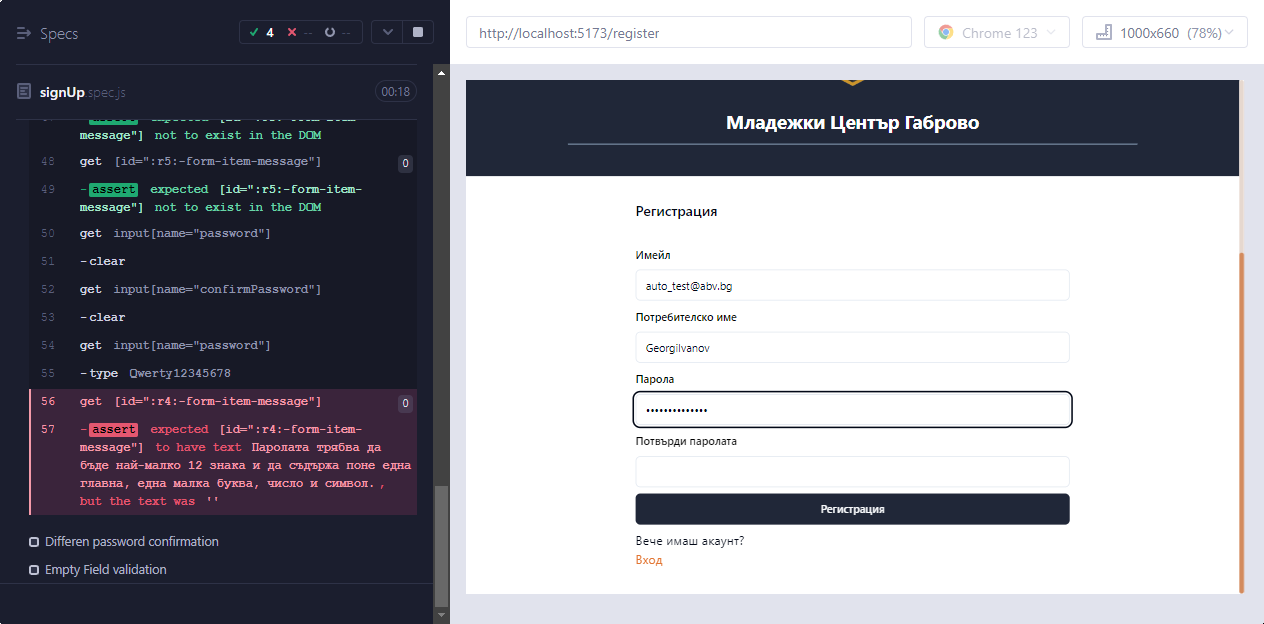 Specs
4
--
--
http://localhost:5173/register
Chrome 123
1000x660 (78%)
signUp.spec.js
00:18
message"] not to exist in the DOM
48 get [id=":r5:-form-item-message"] 0
49 -assert expected [id=":r5:-form-item-
message"] not to exist in the DOM
50 get input[name="password"]
51 -clear
52 get input[name="confirmPassword"]
53 -clear
54 get input[name="password"]
55 -type Qwerty12345678
56 get [id=":r4:-form-item-message"] 0
57 -assert expected [id=":r4:-form-item-
message"] to have text Паролата трябва да
бъде най-малко 12 знака и да съдържа поне една
главна, една малка буква, число и символ. ,
but the text was ''
Differen password confirmation
Empty Field validation
Младежки Център Габрово
Регистрация
Имейл
auto_test@abv.bg
Потребителско име
GeorgiIvanov
Парола
••••••••••••••
Потвърди паролата
Регистрация
Вече имаш акаунт?
Вход